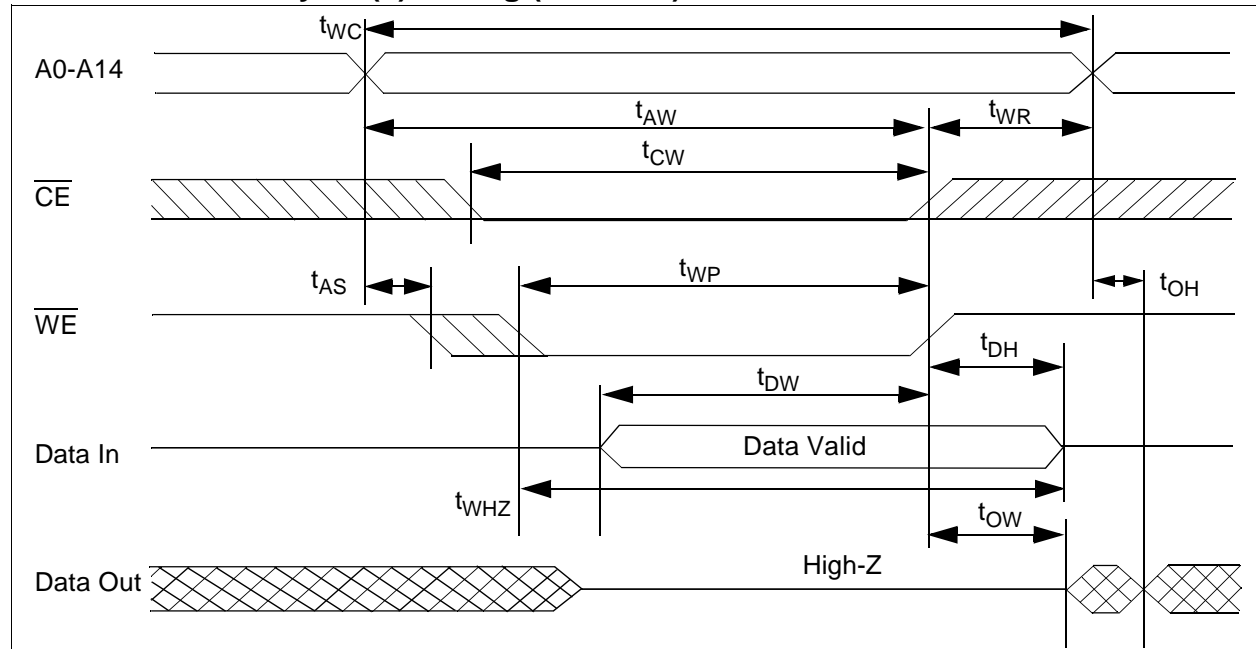 tWC
A0-A14
tAW
tWR
tCW
CE
tAS
tWP
tOH
WE
tDH
tDW
Data In
Data Valid
tWHZ
tOW
Data Out
High-Z